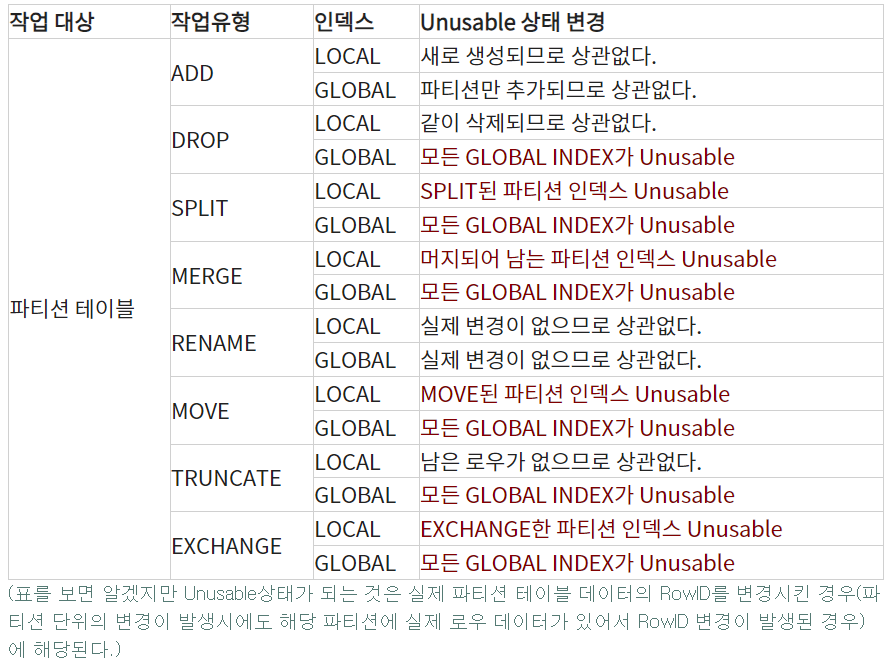 작업 대상 작업유형 인덱스 Unusable 상태 변경
파티션 테이블
ADD
LOCAL 새로 생성되므로 상관없다.
GLOBAL 파티션만 추가되므로 상관없다.
DROP
LOCAL 같이 삭제되므로 상관없다.
GLOBAL 모든 GLOBAL INDEX가 Unusable
SPLIT
LOCAL SPLIT된 파티션 인덱스 Unusable
GLOBAL 모든 GLOBAL INDEX가 Unusable
MERGE
LOCAL 머지되어 남는 파티션 인덱스 Unusable
GLOBAL 모든 GLOBAL INDEX가 Unusable
RENAME
LOCAL 실제 변경이 없으므로 상관없다.
GLOBAL 실제 변경이 없으므로 상관없다.
MOVE
LOCAL MOVE된 파티션 인덱스 Unusable
GLOBAL 모든 GLOBAL INDEX가 Unusable
TRUNCATE
LOCAL 남은 로우가 없으므로 상관없다.
GLOBAL 모든 GLOBAL INDEX가 Unusable
EXCHANGE
LOCAL EXCHANGE한 파티션 인덱스 Unusable
GLOBAL 모든 GLOBAL INDEX가 Unusable
(표를 보면 알겠지만 Unusable상태가 되는 것은 실제 파티션 테이블 데이터의 RowID를 변경시킨 경우(파
티션 단위의 변경이 발생시에도 해당 파티션에 실제 로우 데이터가 있어서 RowID 변경이 발생된 경우)
에 해당된다.)